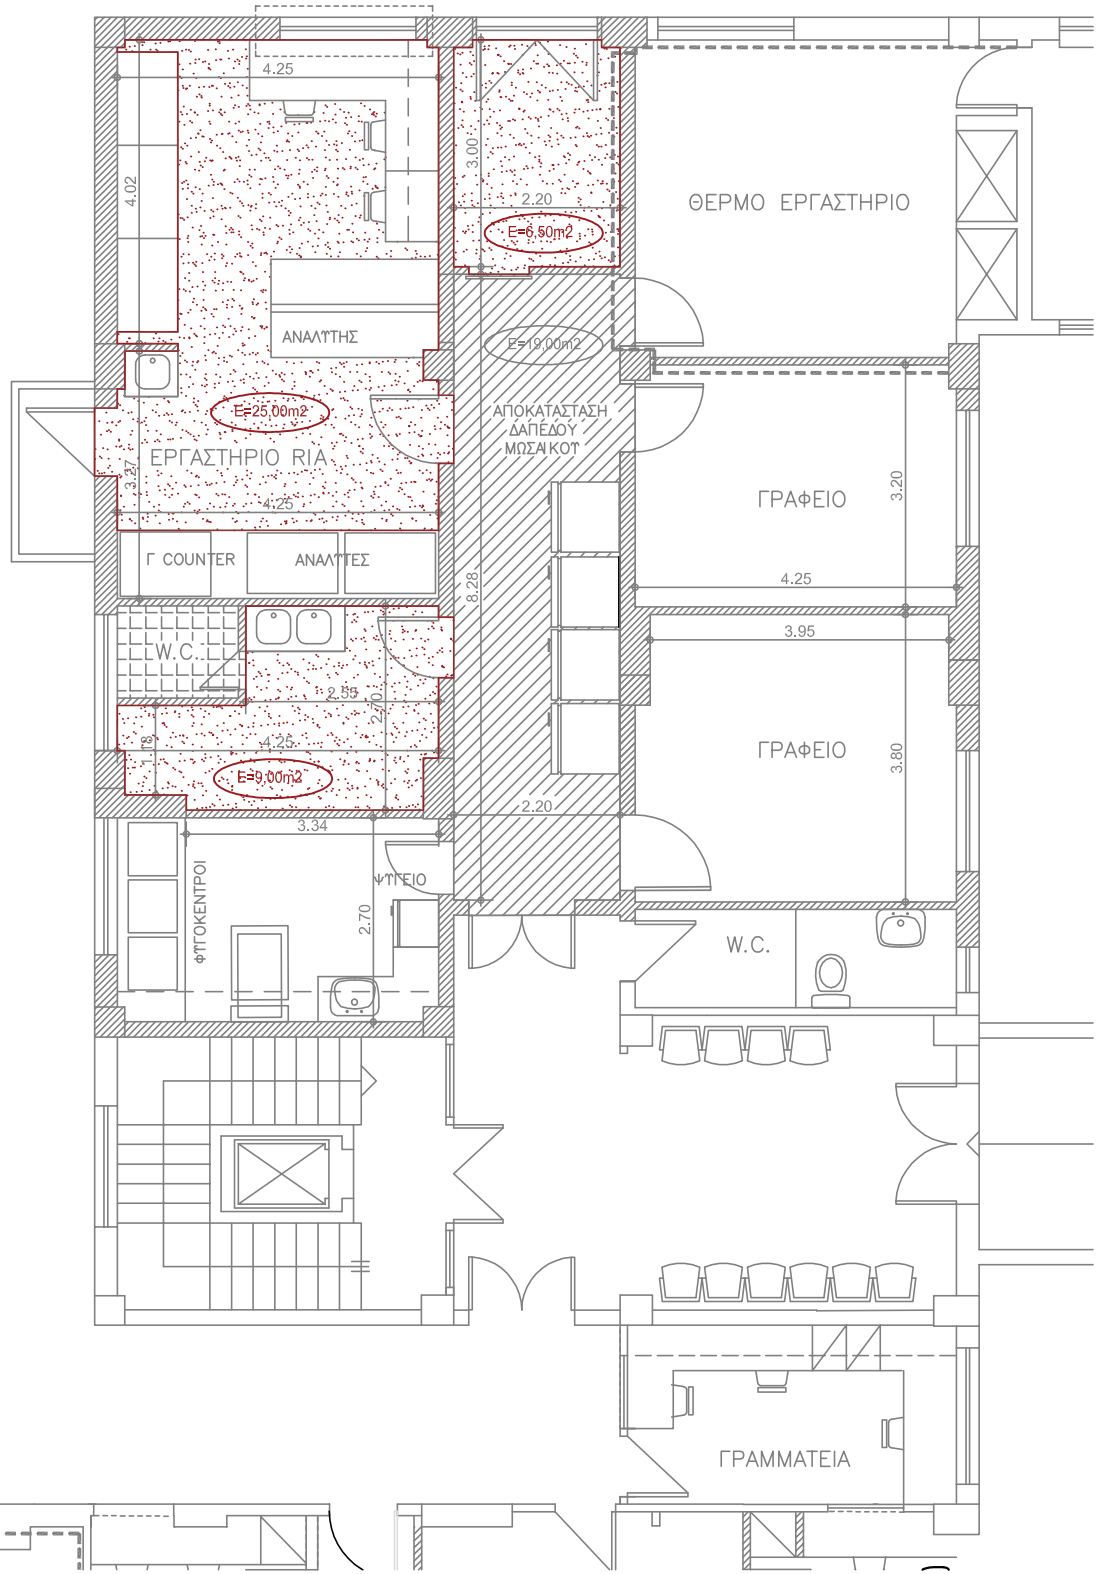 4.25
4.02
3.00
2.20
E=6,50m2
ΘΕΡΜΟ ΕΡΓΑΣΤΗΡΙΟ
ΑΝΑΛΥΤΗΣ
E=19,00m2
E=25,00m2
ΕΡΓΑΣΤΗΡΙΟ RIA
3.27
4.25
ΑΠΟΚΑΤΑΣΤΑΣΗ
ΔΑΠΕΔΟΥ
ΜΩΣΑΙΚΟΥ
ΓΡΑΦΕΙΟ
3.20
4.25
Γ COUNTER
ΑΝΑΛΥΤΕΣ
8.28
W.C.
2.55
2.70
1.18
4.25
E=9,00m2
3.95
ΓΡΑΦΕΙΟ
3.80
2.20
3.34
ΦΥΓΟΚΕΝΤΡΟΙ
ΨΥΓΕΙΟ
2.70
W.C.
ΓΡΑΜΜΑΤΕΙΑ